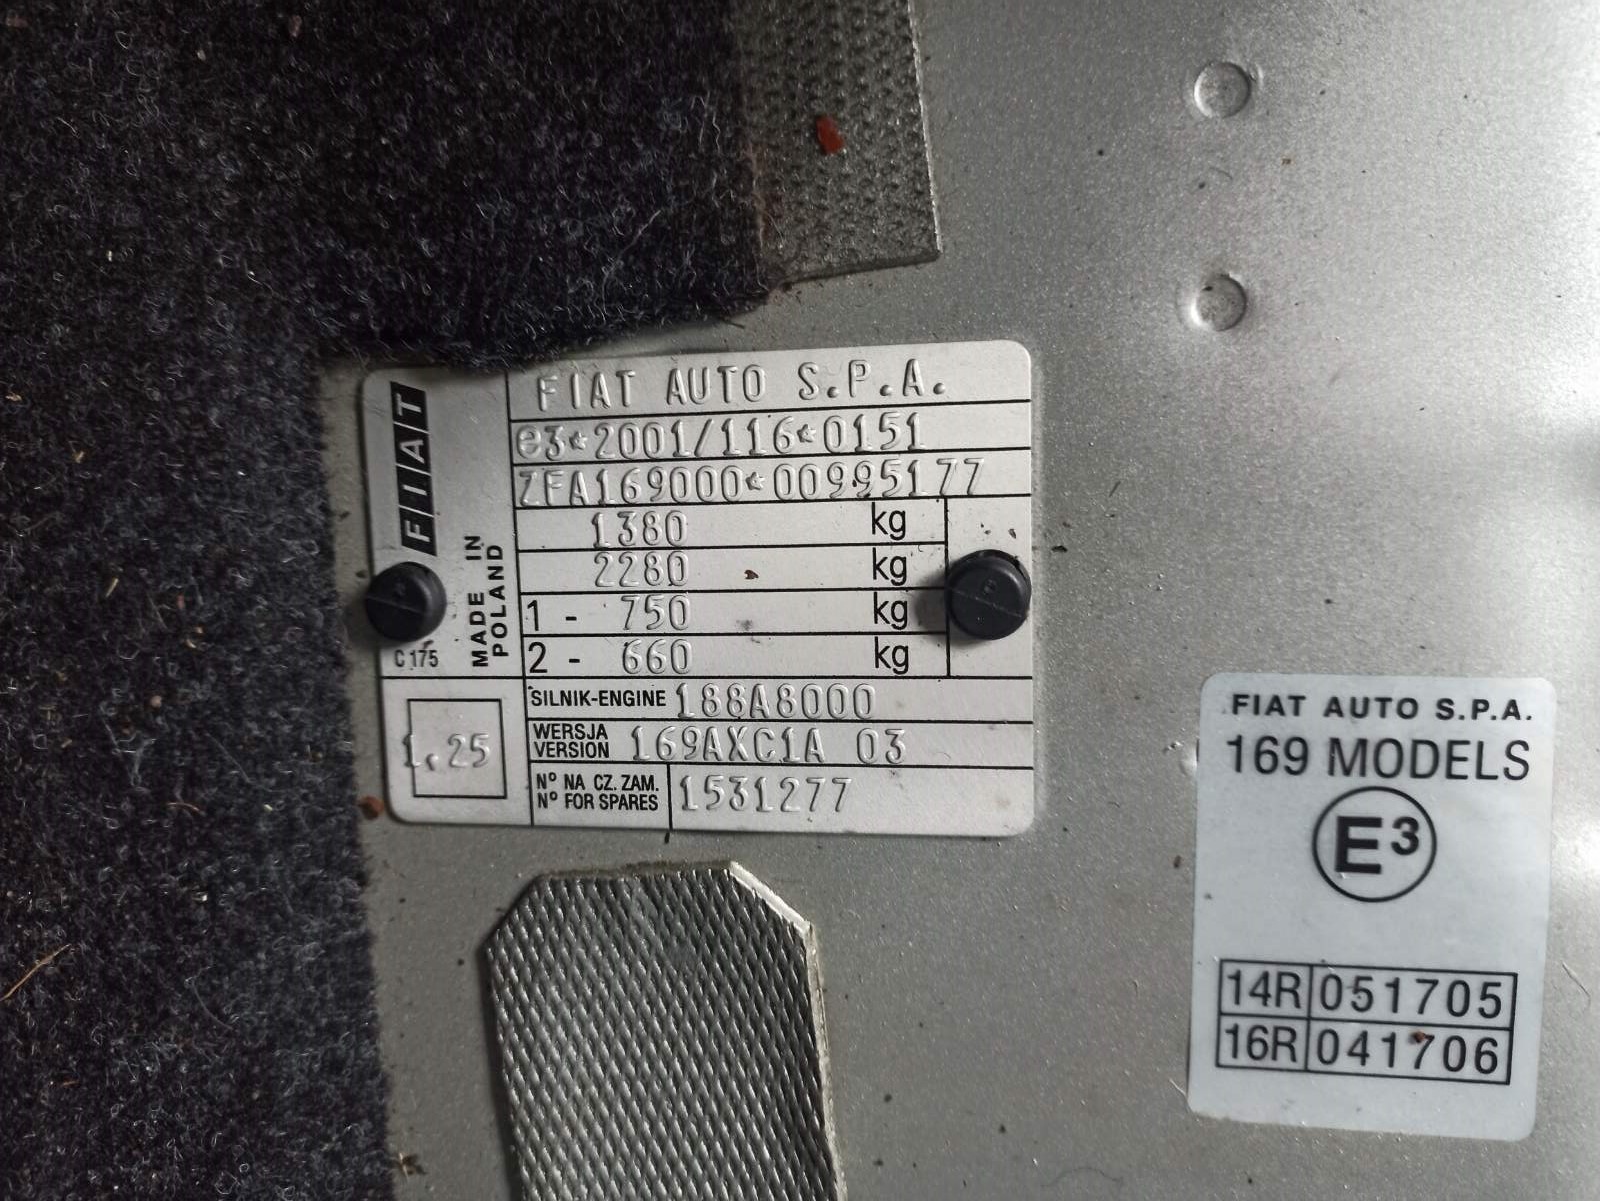 FIAT
MADE IN
POLAND
C 175
FIAT AUTO S.P.A.
e3*2001/116*0151
ZFA169000*00995177
1380 kg
2280 kg
1 - 750 kg
2 - 660 kg
SILNIK-ENGINE 188A8000
WERSJA
VERSION 169AXC1A 03
1.25
Nº NA CZ. ZAM.
Nº FOR SPARES 1531277
FIAT AUTO S.P.A.
169 MODELS
E3
14R 051705
16R 041706